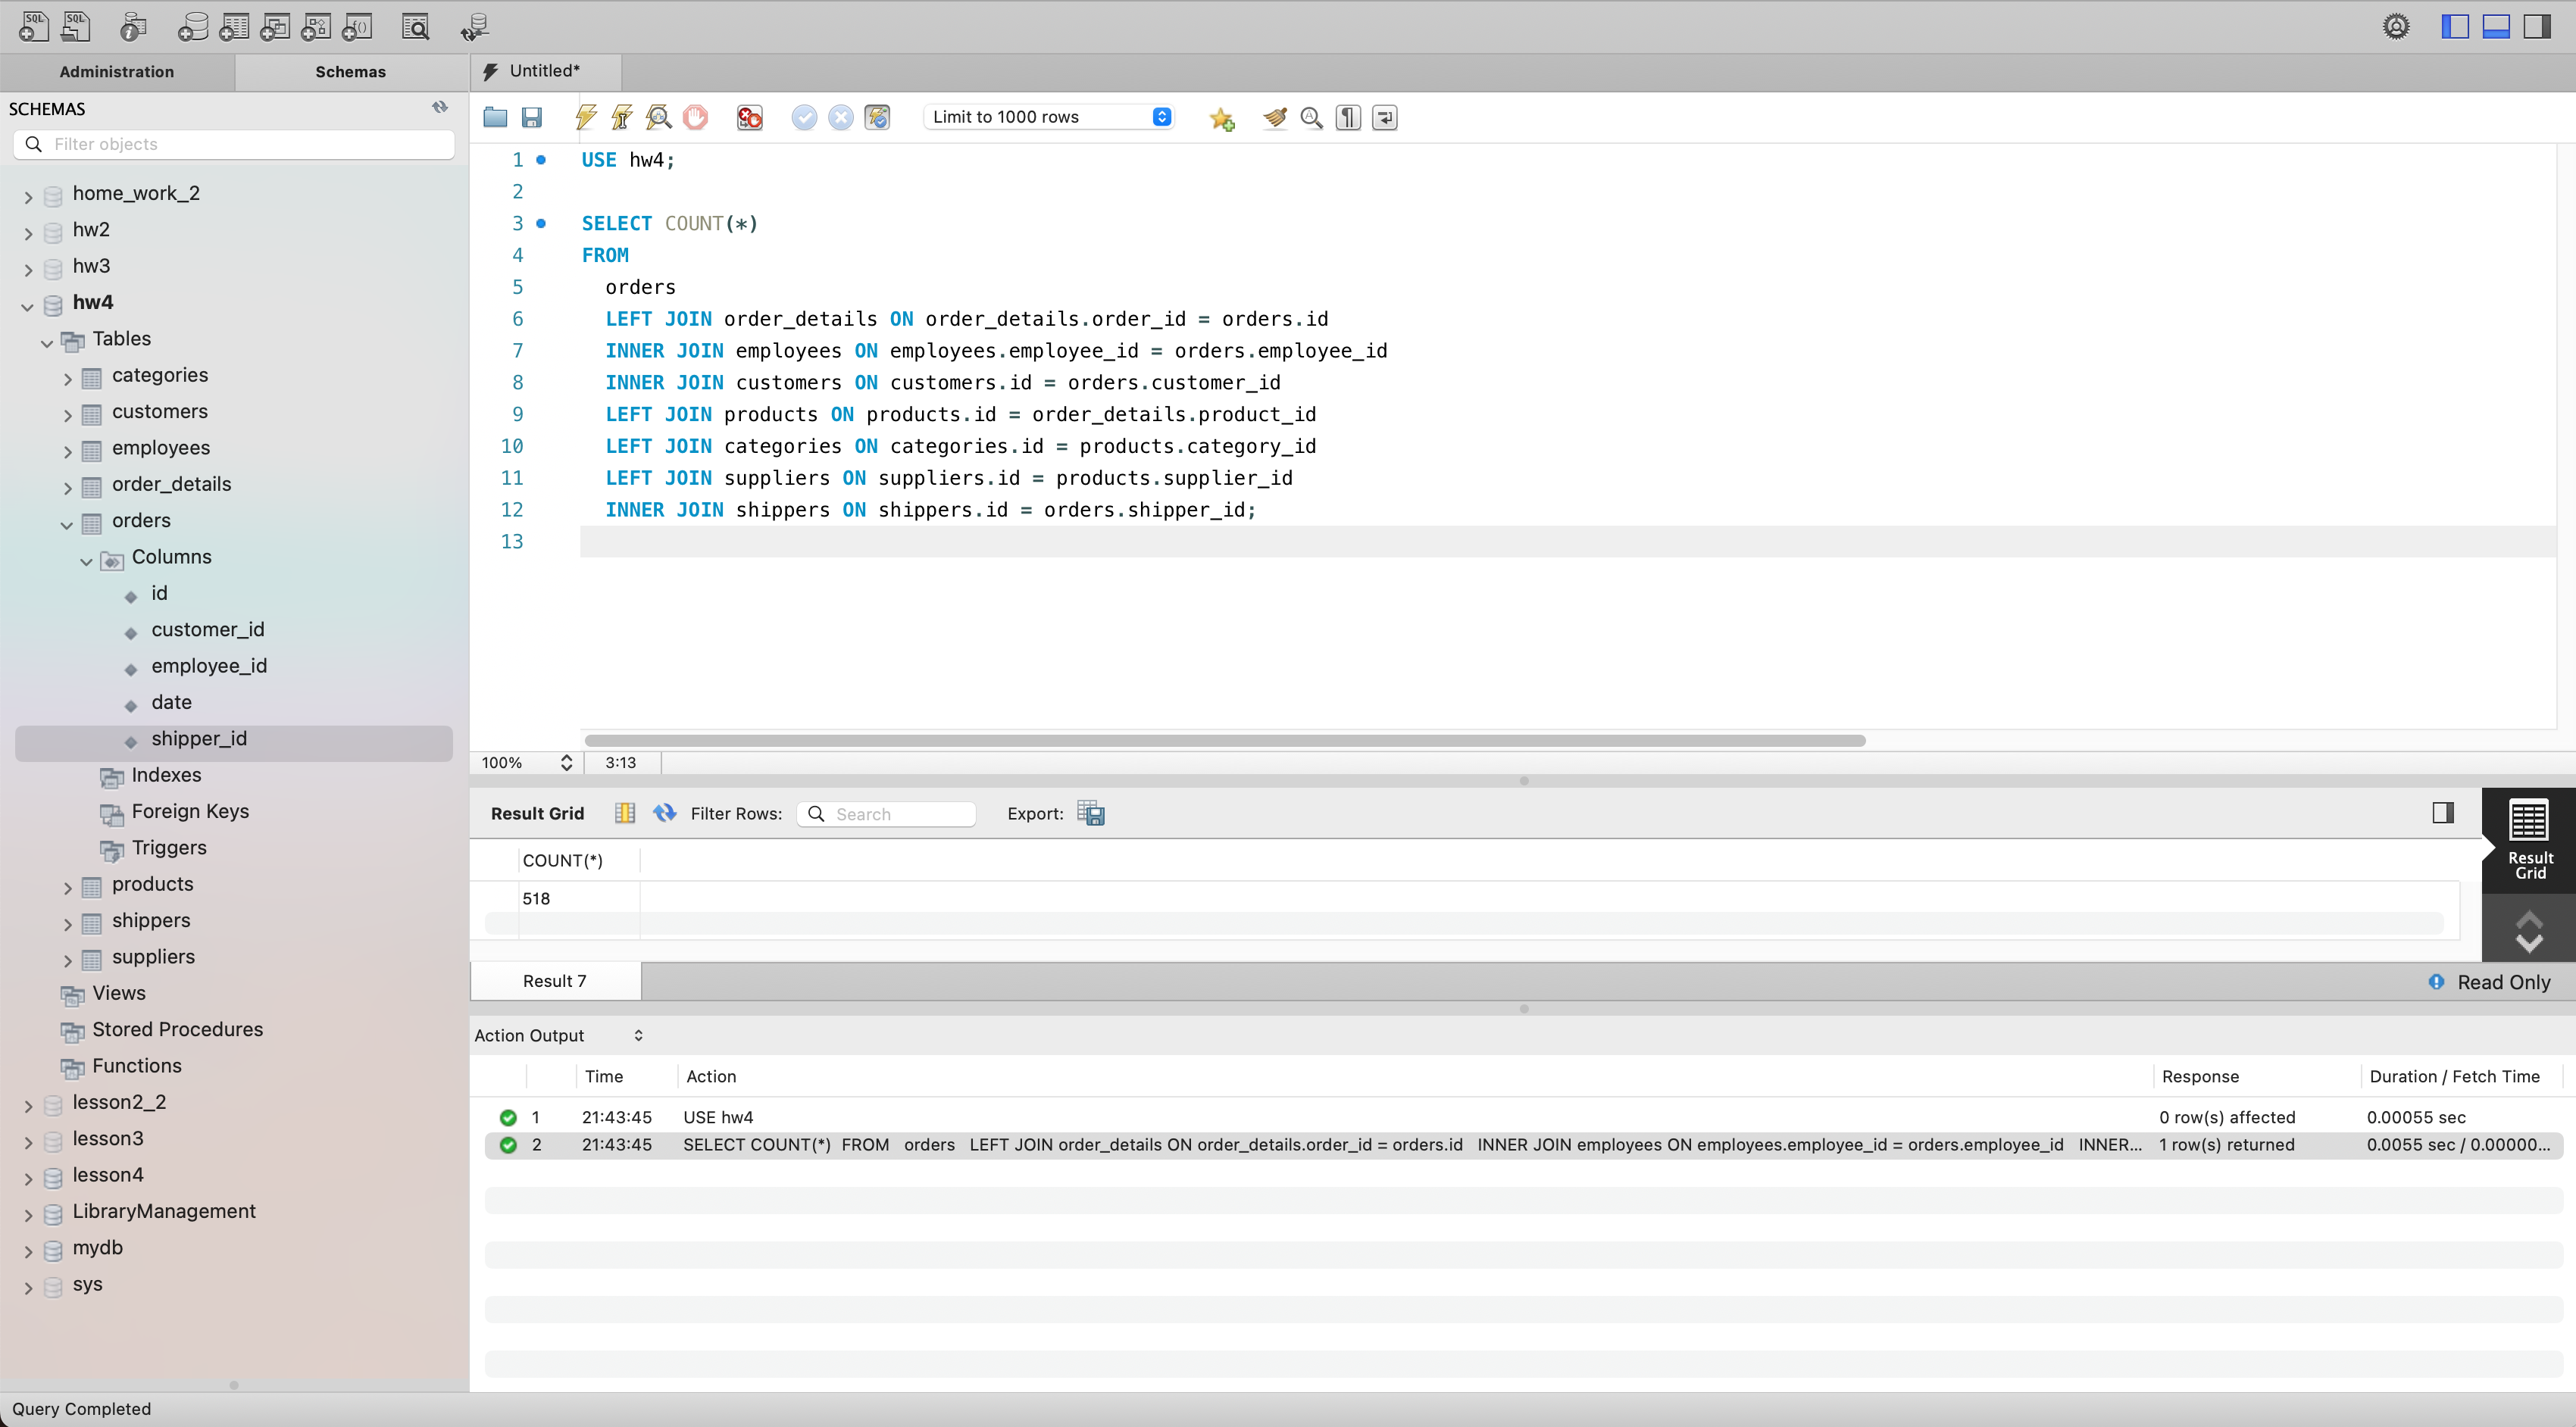 SQL SQL
Administration Schemas Untitled*
SCHEMAS
Filter objects
home_work_2
hw2
hw3
hw4
Tables
categories
customers
employees
order_details
orders
Columns
id
customer_id
employee_id
date
shipper_id
Indexes
Foreign Keys
Triggers
products
shippers
suppliers
Views
Stored Procedures
Functions
lesson2_2
lesson3
lesson4
LibraryManagement
mydb
sys
Limit to 1000 rows
1 USE hw4;
2
3 SELECT COUNT(*)
4 FROM
5 orders
6 LEFT JOIN order_details ON order_details.order_id = orders.id
7 INNER JOIN employees ON employees.employee_id = orders.employee_id
8 INNER JOIN customers ON customers.id = orders.customer_id
9 LEFT JOIN products ON products.id = order_details.product_id
10 LEFT JOIN categories ON categories.id = products.category_id
11 LEFT JOIN suppliers ON suppliers.id = products.supplier_id
12 INNER JOIN shippers ON shippers.id = orders.shipper_id;
13
100% 3:13
Result Grid Filter Rows: Search Export:
COUNT(*)
518
Result
Grid
Result 7 Read Only
Action Output
Time Action Response Duration / Fetch Time
1 21:43:45 USE hw4 0 row(s) affected 0.00055 sec
2 21:43:45 SELECT COUNT(*) FROM orders LEFT JOIN order_details ON order_details.order_id = orders.id INNER JOIN employees ON employees.employee_id = orders.employee_id INNER... 1 row(s) returned 0.0055 sec / 0.00000...
Query Completed